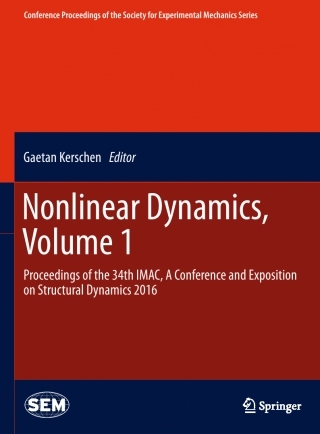 Conference Proceedings of the Society for Experimental Mechanics Series
Gaetan Kerschen Editor
Nonlinear Dynamics,
Volume 1
Proceedings of the 34th IMAC, A Conference and Exposition
on Structural Dynamics 2016
SEM
Springer